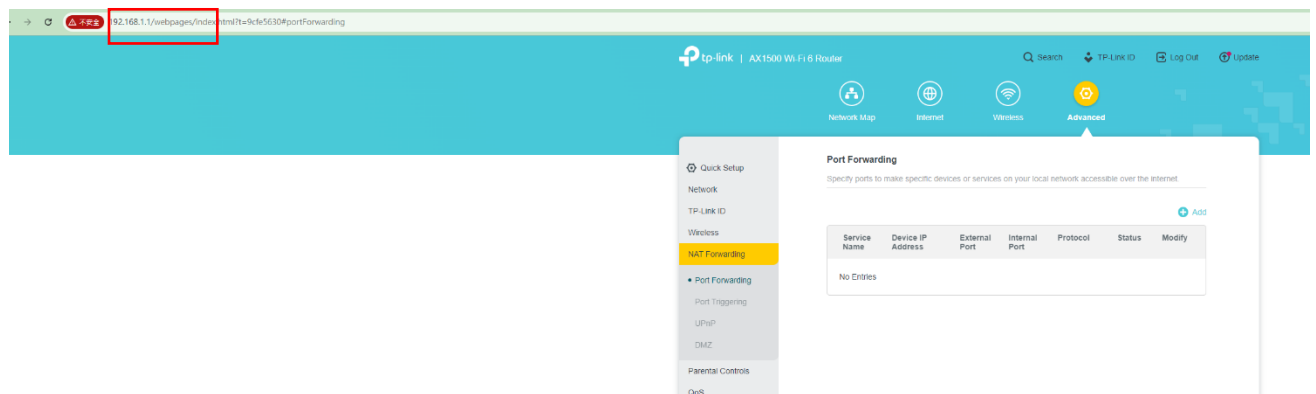 不安全 192.168.1.1/webpages/index.html?t=9cfe5630#portForwarding
tp-link | AX1500 Wi-Fi 6 Router
Search TP-Link ID Log Out Update
Network Map Internet Wireless Advanced
Quick Setup
Network
TP-Link ID
Wireless
NAT Forwarding
• Port Forwarding
Port Triggering
UPnP
DMZ
Parental Controls
QoS
Port Forwarding
Specify ports to make specific devices or services on your local network accessible over the internet.
Add
Service Name Device IP Address External Port Internal Port Protocol Status Modify
No Entries